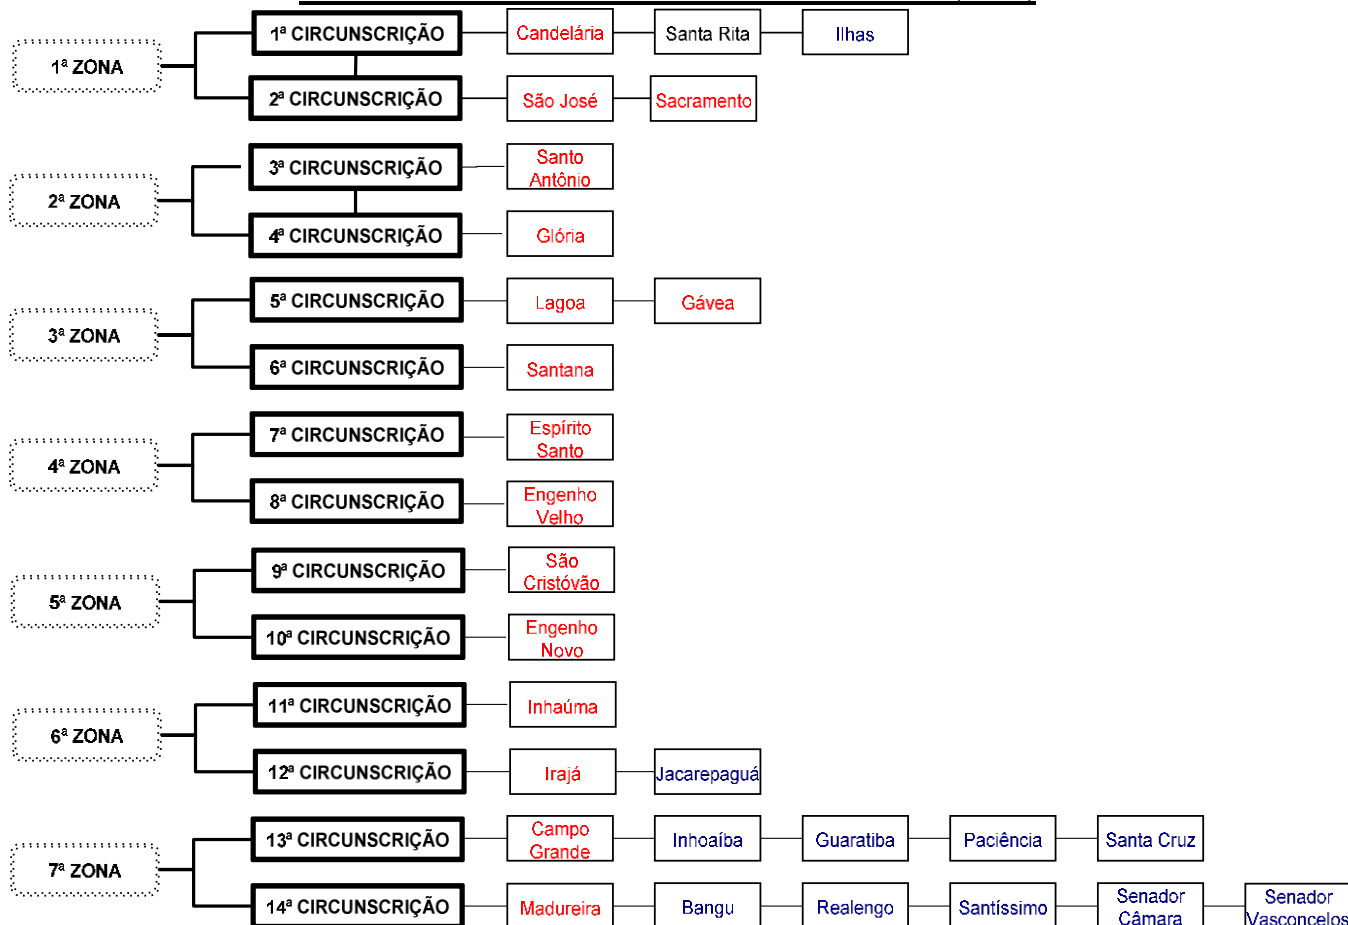 1ª ZONA
1ª CIRCUNSCRIÇÃO
Candelária
Santa Rita
Ilhas
2ª CIRCUNSCRIÇÃO
São José
Sacramento
2ª ZONA
3ª CIRCUNSCRIÇÃO
Santo
Antônio
4ª CIRCUNSCRIÇÃO
Glória
3ª ZONA
5ª CIRCUNSCRIÇÃO
Lagoa
Gávea
6ª CIRCUNSCRIÇÃO
Santana
4ª ZONA
7ª CIRCUNSCRIÇÃO
Espírito
Santo
8ª CIRCUNSCRIÇÃO
Engenho
Velho
5ª ZONA
9ª CIRCUNSCRIÇÃO
São
Cristóvão
10ª CIRCUNSCRIÇÃO
Engenho
Novo
6ª ZONA
11ª CIRCUNSCRIÇÃO
Inhaúma
12ª CIRCUNSCRIÇÃO
Irajá
Jacarepaguá
7ª ZONA
13ª CIRCUNSCRIÇÃO
Campo
Grande
Inhoaíba
Guaratiba
Paciência
Santa Cruz
14ª CIRCUNSCRIÇÃO
Madureira
Bangu
Realengo
Santíssimo
Senador
Câmara
Senador
Vasconcelos